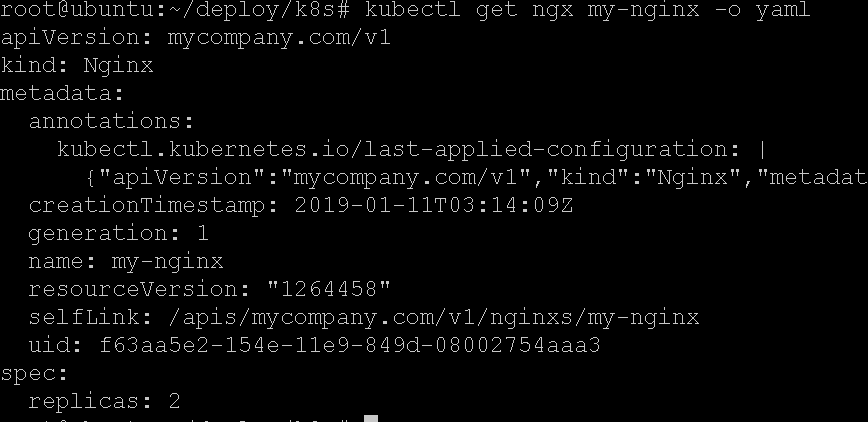 root@ubuntu:~/deploy/k8s# kubectl get ngx my-nginx -o yaml
apiVersion: mycompany.com/v1
kind: Nginx
metadata:
  annotations:
    kubectl.kubernetes.io/last-applied-configuration: |
      {"apiVersion":"mycompany.com/v1","kind":"Nginx","metadat
  creationTimestamp: 2019-01-11T03:14:09Z
  generation: 1
  name: my-nginx
  resourceVersion: "1264458"
  selfLink: /apis/mycompany.com/v1/nginxs/my-nginx
  uid: f63aa5e2-154e-11e9-849d-08002754aaa3
spec:
  replicas: 2